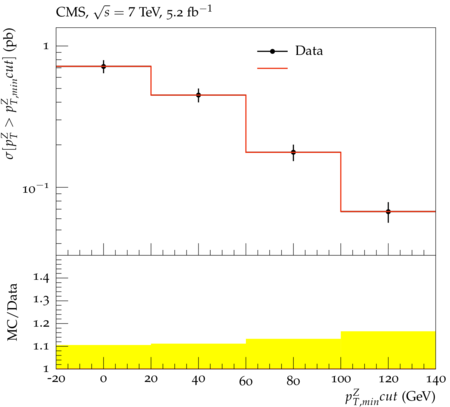 CMS, √s = 7 TeV, 5.2 fb⁻¹
σ[p_T^Z > p_{T,min}^Z cut] (pb)
Data
1
10⁻¹
MC/Data
1.4
1.3
1.2
1.1
1
-20 0 20 40 60 80 100 120 140
p_{T,min}^Z cut (GeV)